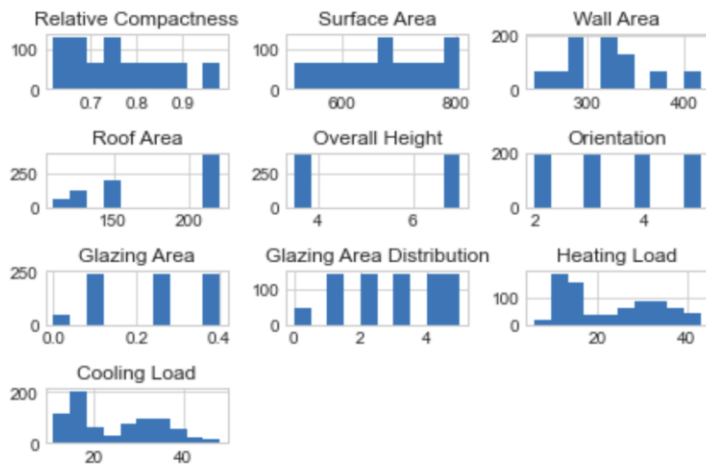 Relative Compactness Surface Area Wall Area
100 100 200
0 0 0
0.7 0.8 0.9 600 800 300 400
Roof Area Overall Height Orientation
250 250 200
0 0 0
150 200 4 6 2 4
Glazing Area Glazing Area Distribution Heating Load
250 100 100
0 0 0
0.0 0.2 0.4 0 2 4 20 40
Cooling Load
200
0
20 40